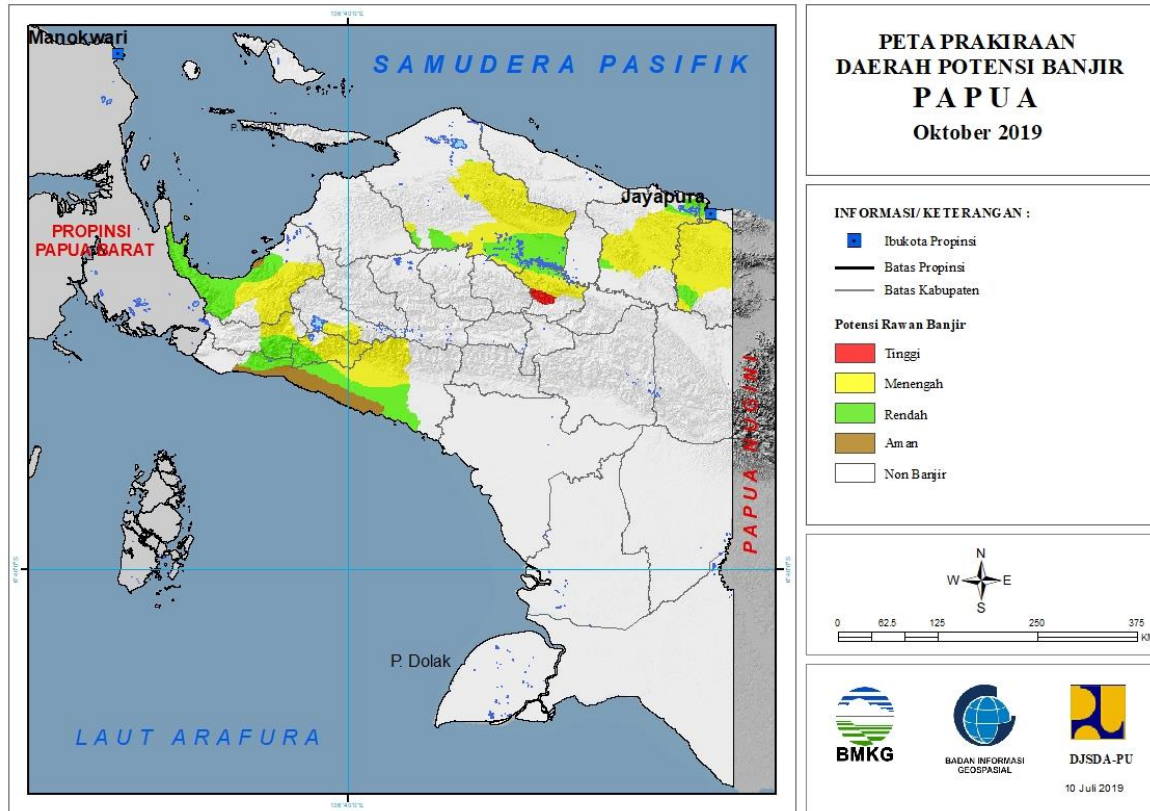 Manokwari
SAMUDERA PASIFIK
Jayapura
PROPINSI
PAPUA BARAT
PAPUA NUGINI
P. Dolak
LAUT ARAFURA
PETA PRAKIRAAN
DAERAH POTENSI BANJIR
PAPUA
Oktober 2019
INFORMASI/ KETERANGAN :
Ibukota Propinsi
Batas Propinsi
Batas Kabupaten
Potensi Rawan Banjir
Tinggi
Menengah
Rendah
Aman
Non Banjir
N
W E
S
0 62.5 125 250 375
BMKG
BADAN INFORMASI
GEOSPASIAL
DJSDA-PU
10 Juli 2019